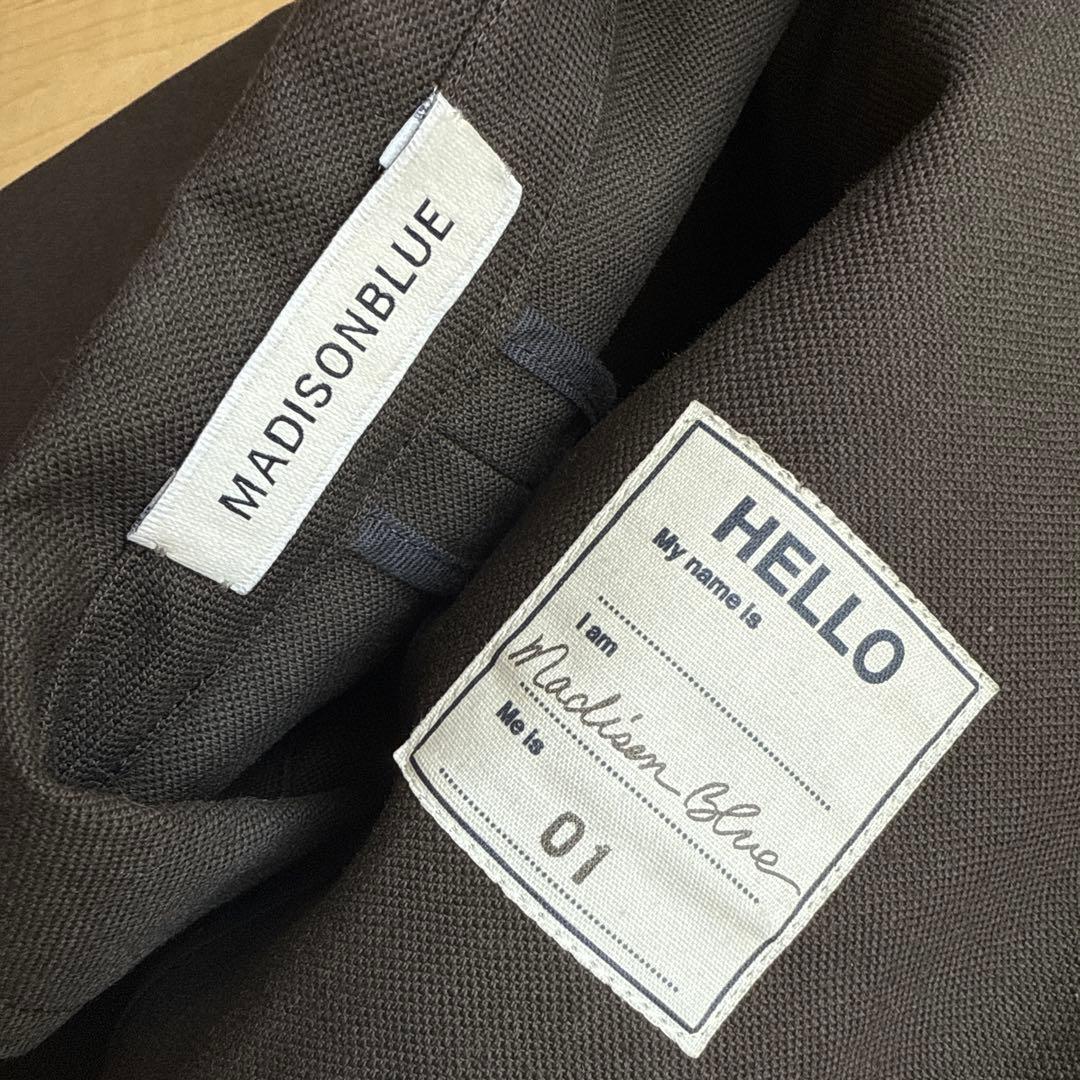 MADISONBLUE
HELLO
My name is
I am
Madison Blue
Me is
01